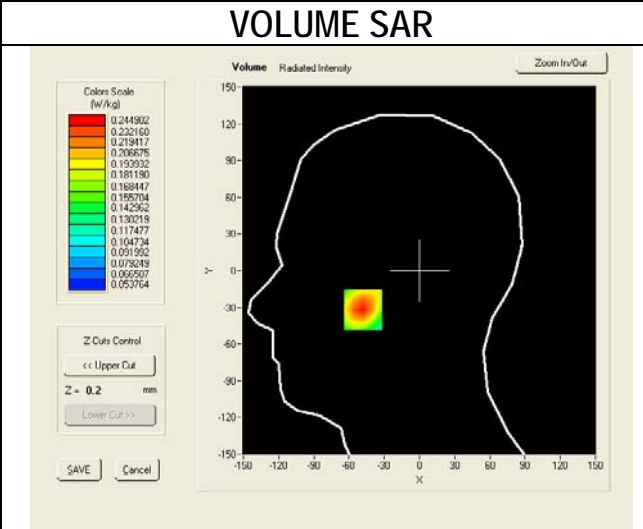 VOLUME SAR
Volume Radiated Intensity
Zoom In/Out
Colors Scale
(W/kg)
0.244902
0.232160
0.219417
0.206675
0.193932
0.181190
0.168447
0.155704
0.142962
0.130219
0.117477
0.104734
0.091992
0.079249
0.066507
0.053764
Z-Cuts Control
<< Upper Cut
Z = 0.2 mm
Lower Cut >>
SAVE Cancel
150
120
90
60
30
0
-30
-60
-90
-120
-150
Y
-150 -120 -90 -60 -30 0 30 60 90 120 150
X